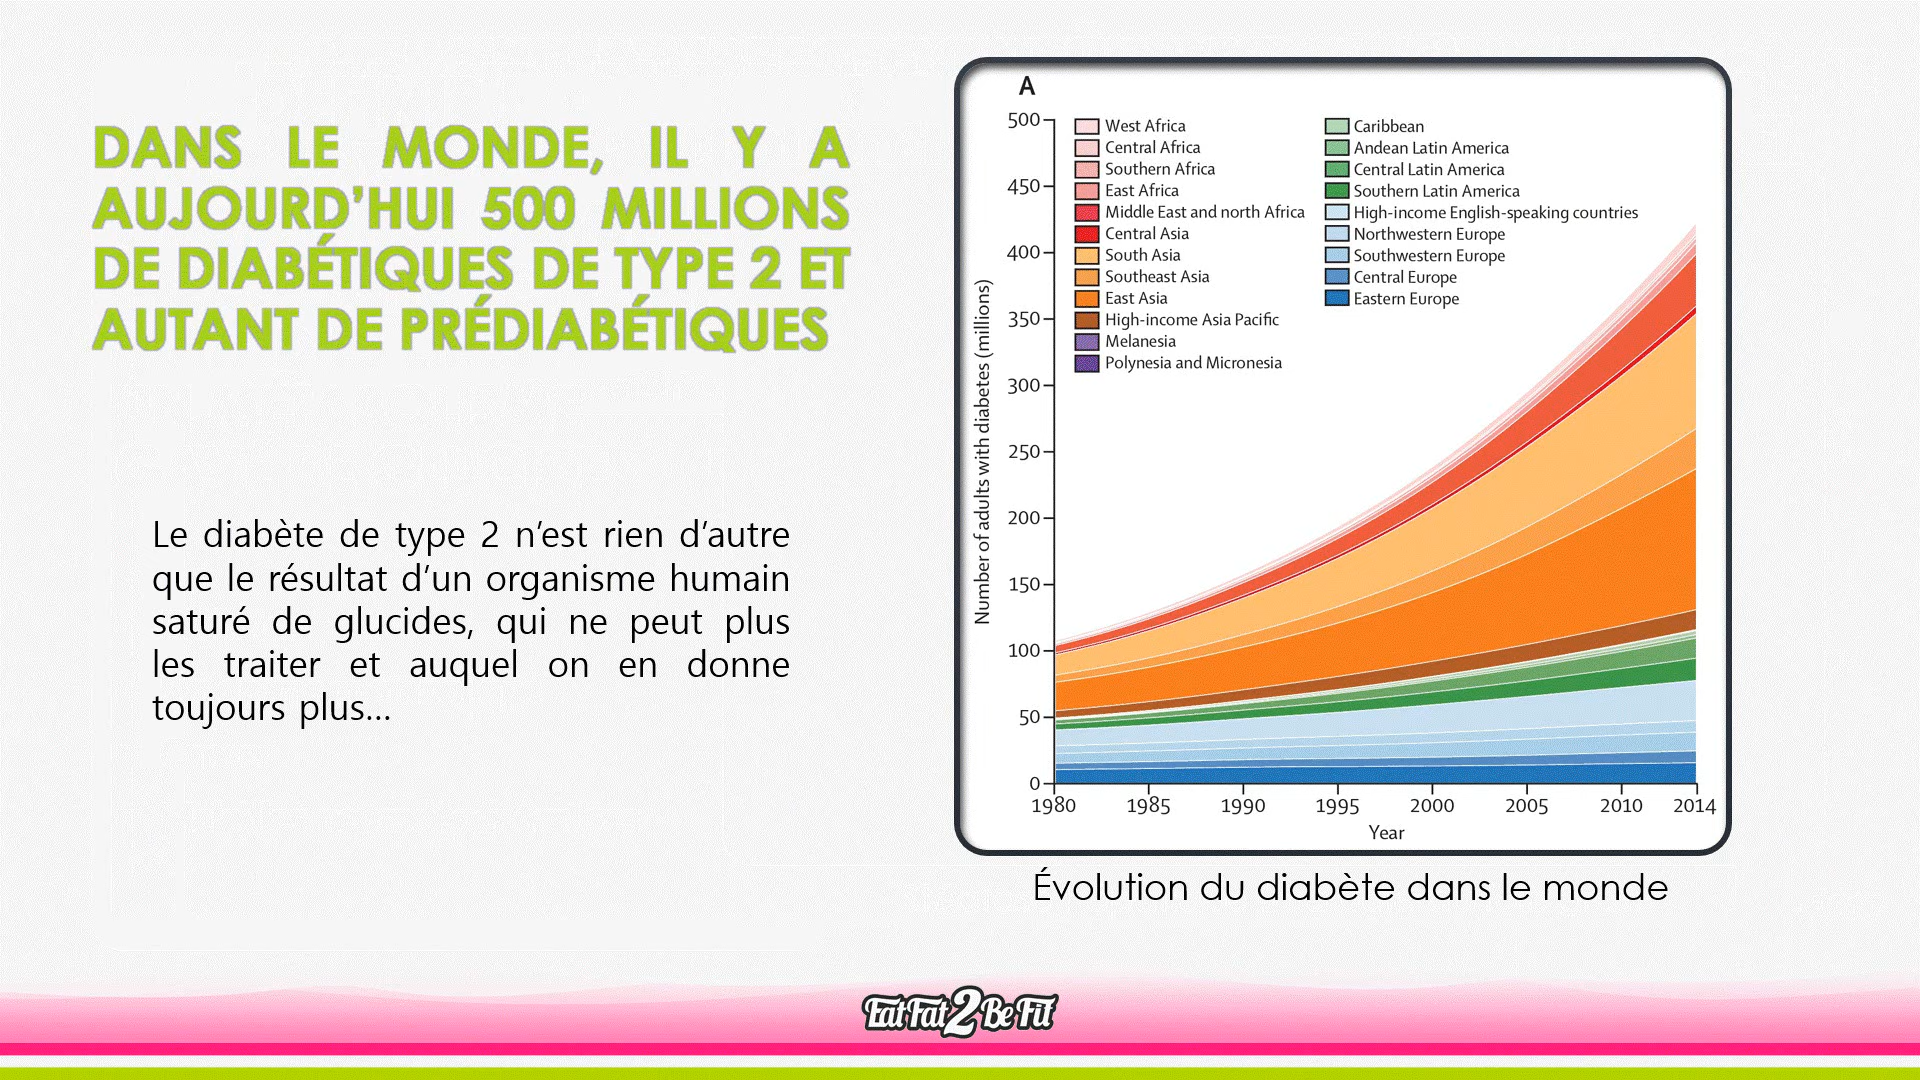 DANS LE MONDE, IL Y A
AUJOURD’HUI 500 MILLIONS
DE DIABÉTIQUES DE TYPE 2 ET
AUTANT DE PRÉDIABÉTIQUES
Le diabète de type 2 n’est rien d’autre
que le résultat d’un organisme humain
saturé de glucides, qui ne peut plus
les traiter et auquel on en donne
toujours plus...
A
Number of adults with diabetes (millions)
500
450
400
350
300
250
200
150
100
50
0
West Africa
Central Africa
Southern Africa
East Africa
Middle East and north Africa
Central Asia
South Asia
Southeast Asia
East Asia
High-income Asia Pacific
Melanesia
Polynesia and Micronesia
Caribbean
Andean Latin America
Central Latin America
Southern Latin America
High-income English-speaking countries
Northwestern Europe
Southwestern Europe
Central Europe
Eastern Europe
1980 1985 1990 1995 2000 2005 2010 2014
Year
Évolution du diabète dans le monde
Eat Fat 2 Be Fit